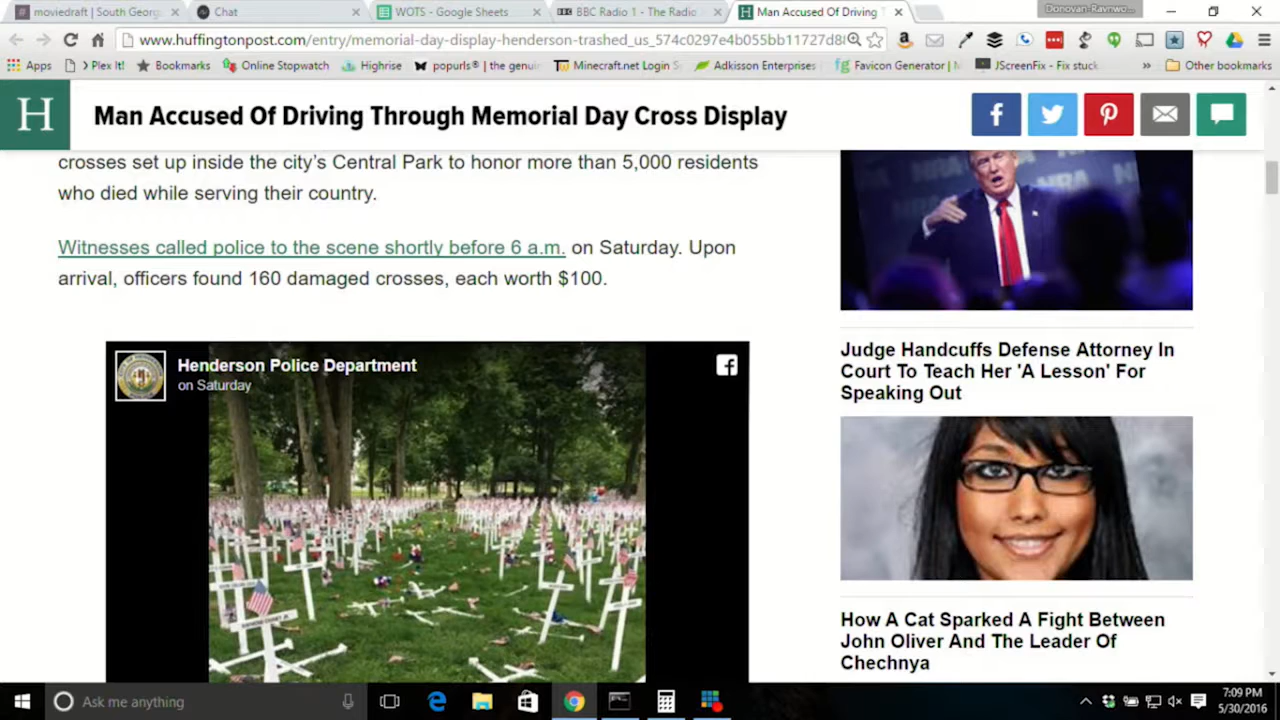 moviedraft | South Georg
Chat
WOTS - Google Sheets
BBC Radio 1 - The Radio
Man Accused Of Driving T
Donovan-Ravnwo...
www.huffingtonpost.com/entry/memorial-day-display-henderson-trashed_us_574c0297e4b055bb11727d8
Apps
> Plex It!
Bookmarks
Online Stopwatch
Highrise
popurls® | the genuin
Minecraft.net Login S
Adkisson Enterprises
Favicon Generator | M
JScreenFix - Fix stuck
»
Other bookmarks
H
Man Accused Of Driving Through Memorial Day Cross Display
crosses set up inside the city's Central Park to honor more than 5,000 residents
who died while serving their country.
Witnesses called police to the scene shortly before 6 a.m. on Saturday. Upon
arrival, officers found 160 damaged crosses, each worth $100.
Henderson Police Department
on Saturday
NRA
Judge Handcuffs Defense Attorney In
Court To Teach Her 'A Lesson' For
Speaking Out
How A Cat Sparked A Fight Between
John Oliver And The Leader Of
Chechnya
Ask me anything
7:09 PM
5/30/2016